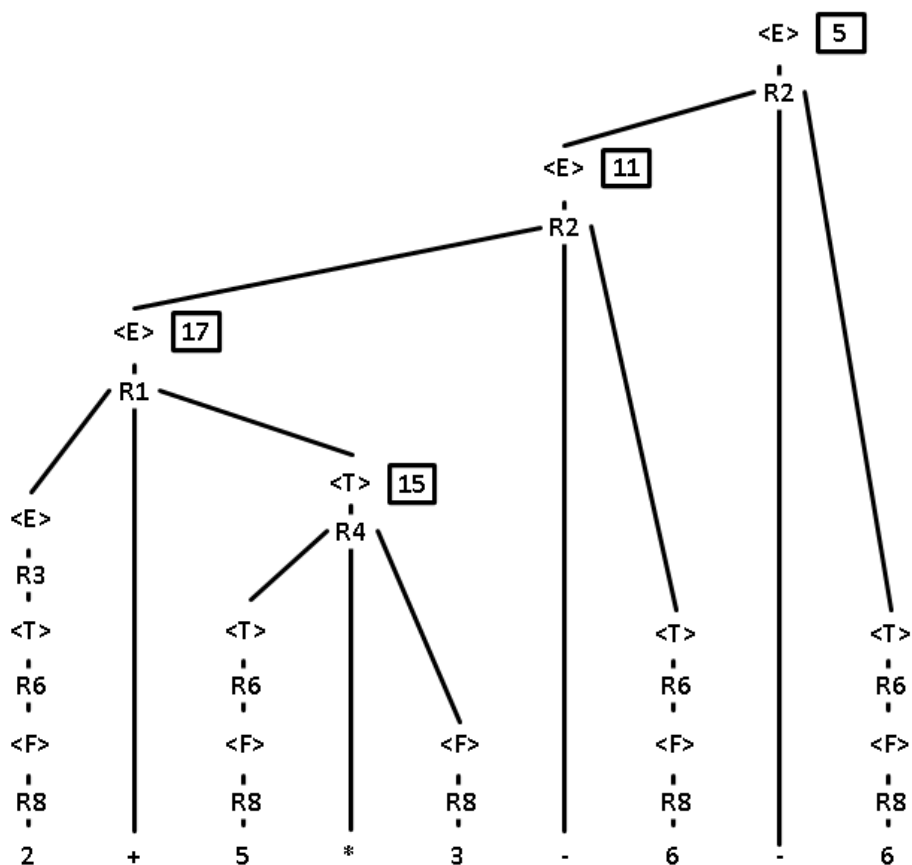 <E> 5
R2
<E> 11
R2
<E> 17
R1
<T> 15
<E>
R4
R3
<T> <T> <T> <T>
R6 R6 R6 R6
<F> <F> <F> <F> <F>
R8 R8 R8 R8 R8
2 + 5 * 3 - 6 - 6